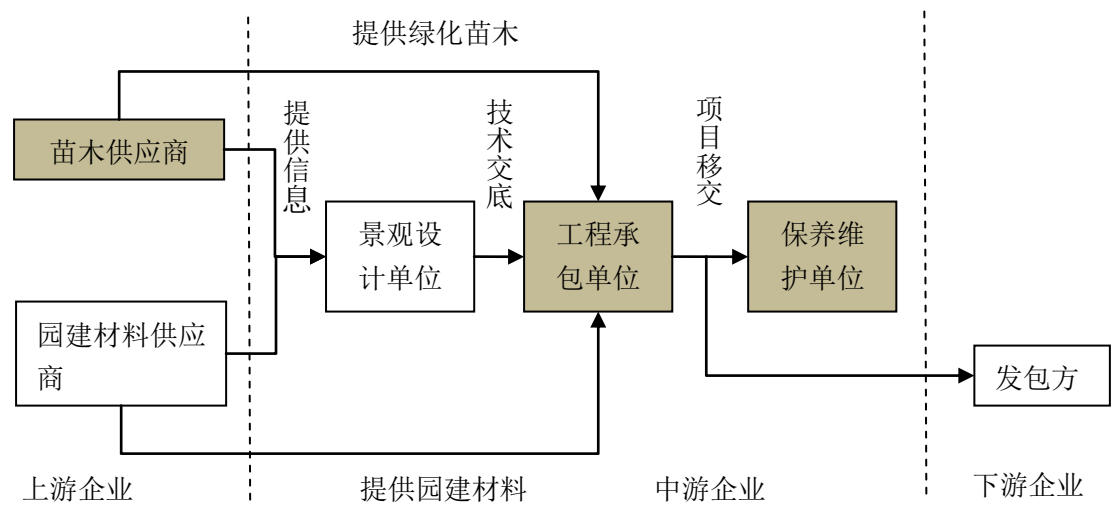 提供绿化苗木
苗木供应商
提供信息
技术交底
项目移交
景观设
计单位
工程承
包单位
保养维
护单位
园建材料供应
商
发包方
上游企业
提供园建材料
中游企业
下游企业